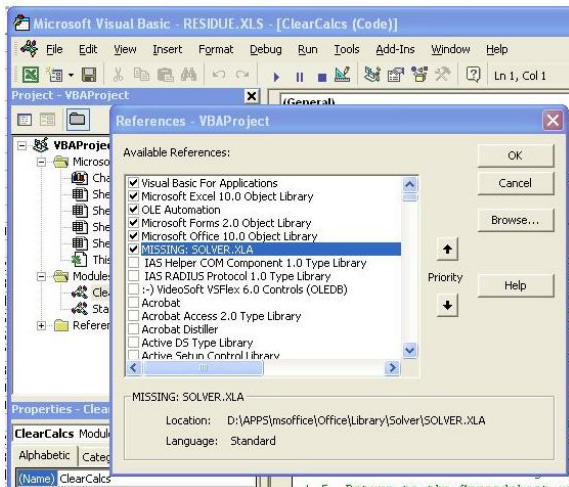 Microsoft Visual Basic - RESIDUE.XLS - [ClearCalcs (Code)]
File Edit View Insert Format Debug Run Tools Add-Ins Window Help
Ln 1, Col 1
Project - VBAProject
(General)
References - VBAProject
Available References:
Visual Basic For Applications
Microsoft Excel 10.0 Object Library
OLE Automation
Microsoft Forms 2.0 Object Library
Microsoft Office 10.0 Object Library
MISSING: SOLVER.XLA
IAS Helper COM Component 1.0 Type Library
IAS RADIUS Protocol 1.0 Type Library
:-) VideoSoft VSFlex 6.0 Controls (OLEDB)
Acrobat
Acrobat Access 2.0 Type Library
Acrobat Distiller
Active DS Type Library
Active Setup Control Library
OK
Cancel
Browse...
Priority
Help
MISSING: SOLVER.XLA
Location: D:\APPS\msoffice\Office\Library\Solver\SOLVER.XLA
Language: Standard
VBAProje
Microso
Cha
She
She
She
She
This
Modules
Cle
Sta
Referer
Properties - Clea
ClearCalcs Modul
Alphabetic Categ
(Name) ClearCalcs